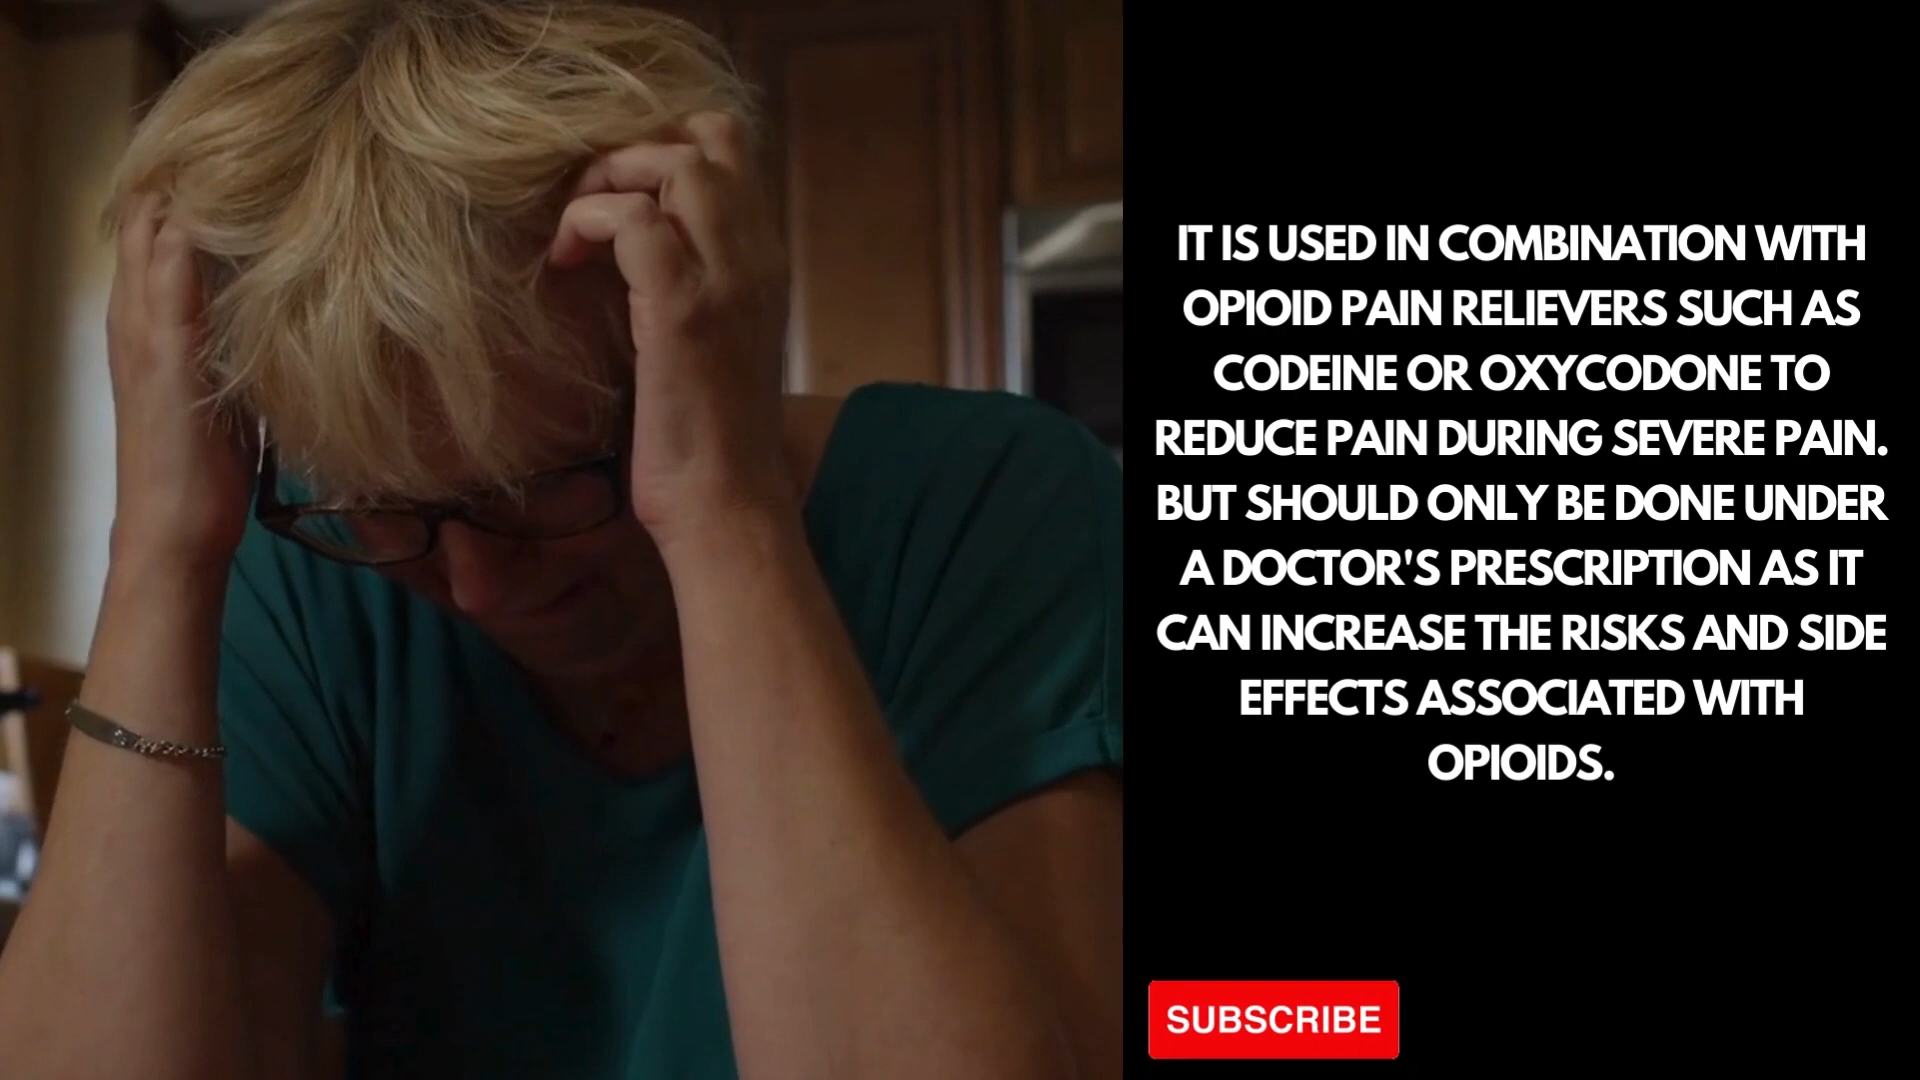 IT IS USED IN COMBINATION WITH
OPIOID PAIN RELIEVERS SUCH AS
CODEINE OR OXYCODONE TO
REDUCE PAIN DURING SEVERE PAIN.
BUT SHOULD ONLY BE DONE UNDER
A DOCTOR'S PRESCRIPTION AS IT
CAN INCREASE THE RISKS AND SIDE
EFFECTS ASSOCIATED WITH
OPIOIDS.
SUBSCRIBE